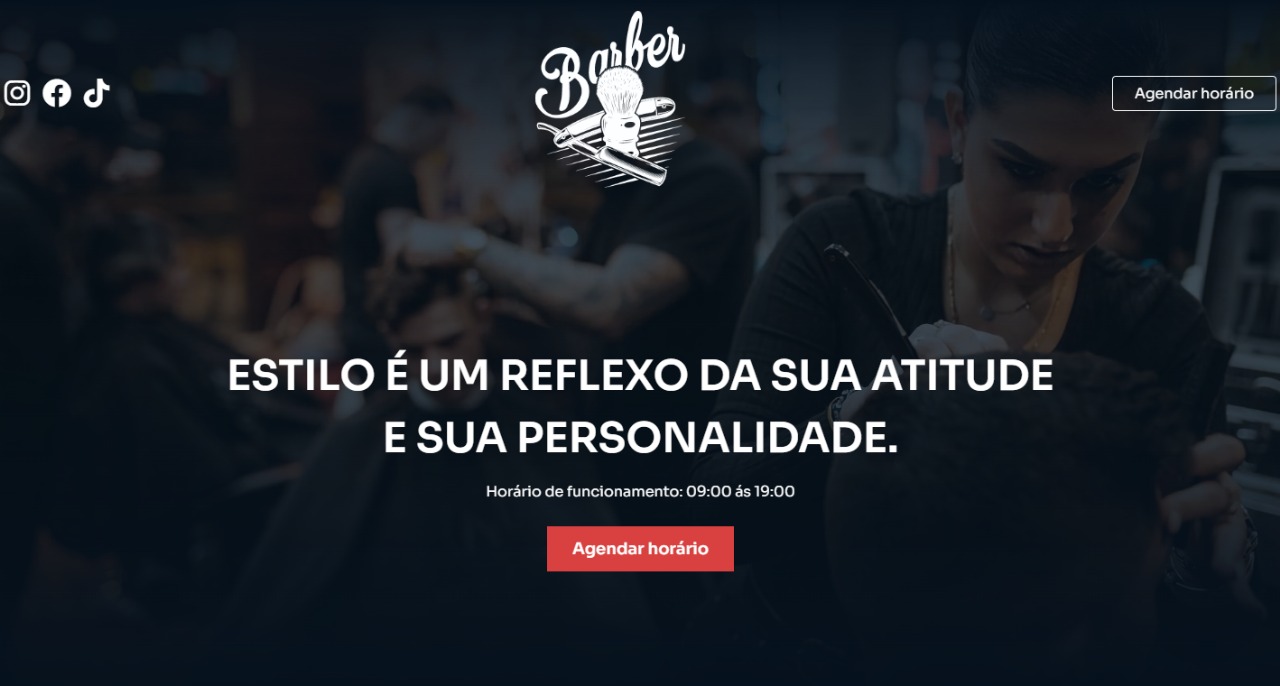 Barber
Agendar horário
ESTILO É UM REFLEXO DA SUA ATITUDE
E SUA PERSONALIDADE.
Horário de funcionamento: 09:00 ás 19:00
Agendar horário